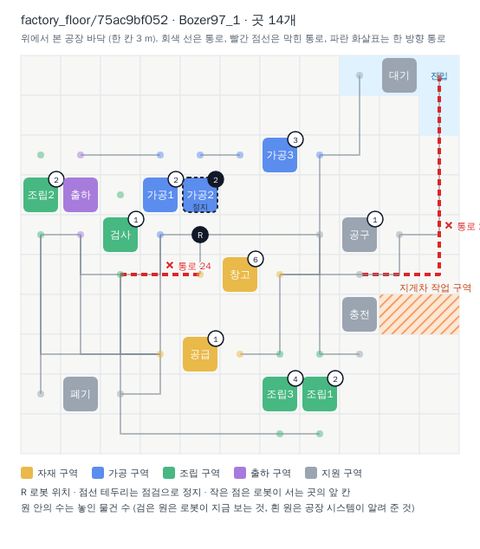 factory_floor/75ac9bf052 · Bozer97_1 · 곳 14개
위에서 본 공장 바닥 (한 칸 3 m). 회색 선은 통로, 빨간 점선은 막힌 통로, 파란 화살표는 한 방향 통로
대기
진입
3
가공3
2
조립2
출하
2
가공1
2
가공2
정지
1
검사
R
1
공구
✕ 통로 2
✕ 통로 24
6
창고
지게차 작업 구역
충전
1
공급
폐기
4
조립3
2
조립1
자재 구역
가공 구역
조립 구역
출하 구역
지원 구역
R 로봇 위치 · 점선 테두리는 점검으로 정지 · 작은 점은 로봇이 서는 곳의 앞 칸
원 안의 수는 놓인 물건 수 (검은 원은 로봇이 지금 보는 것, 흰 원은 공장 시스템이 알려 준 것)